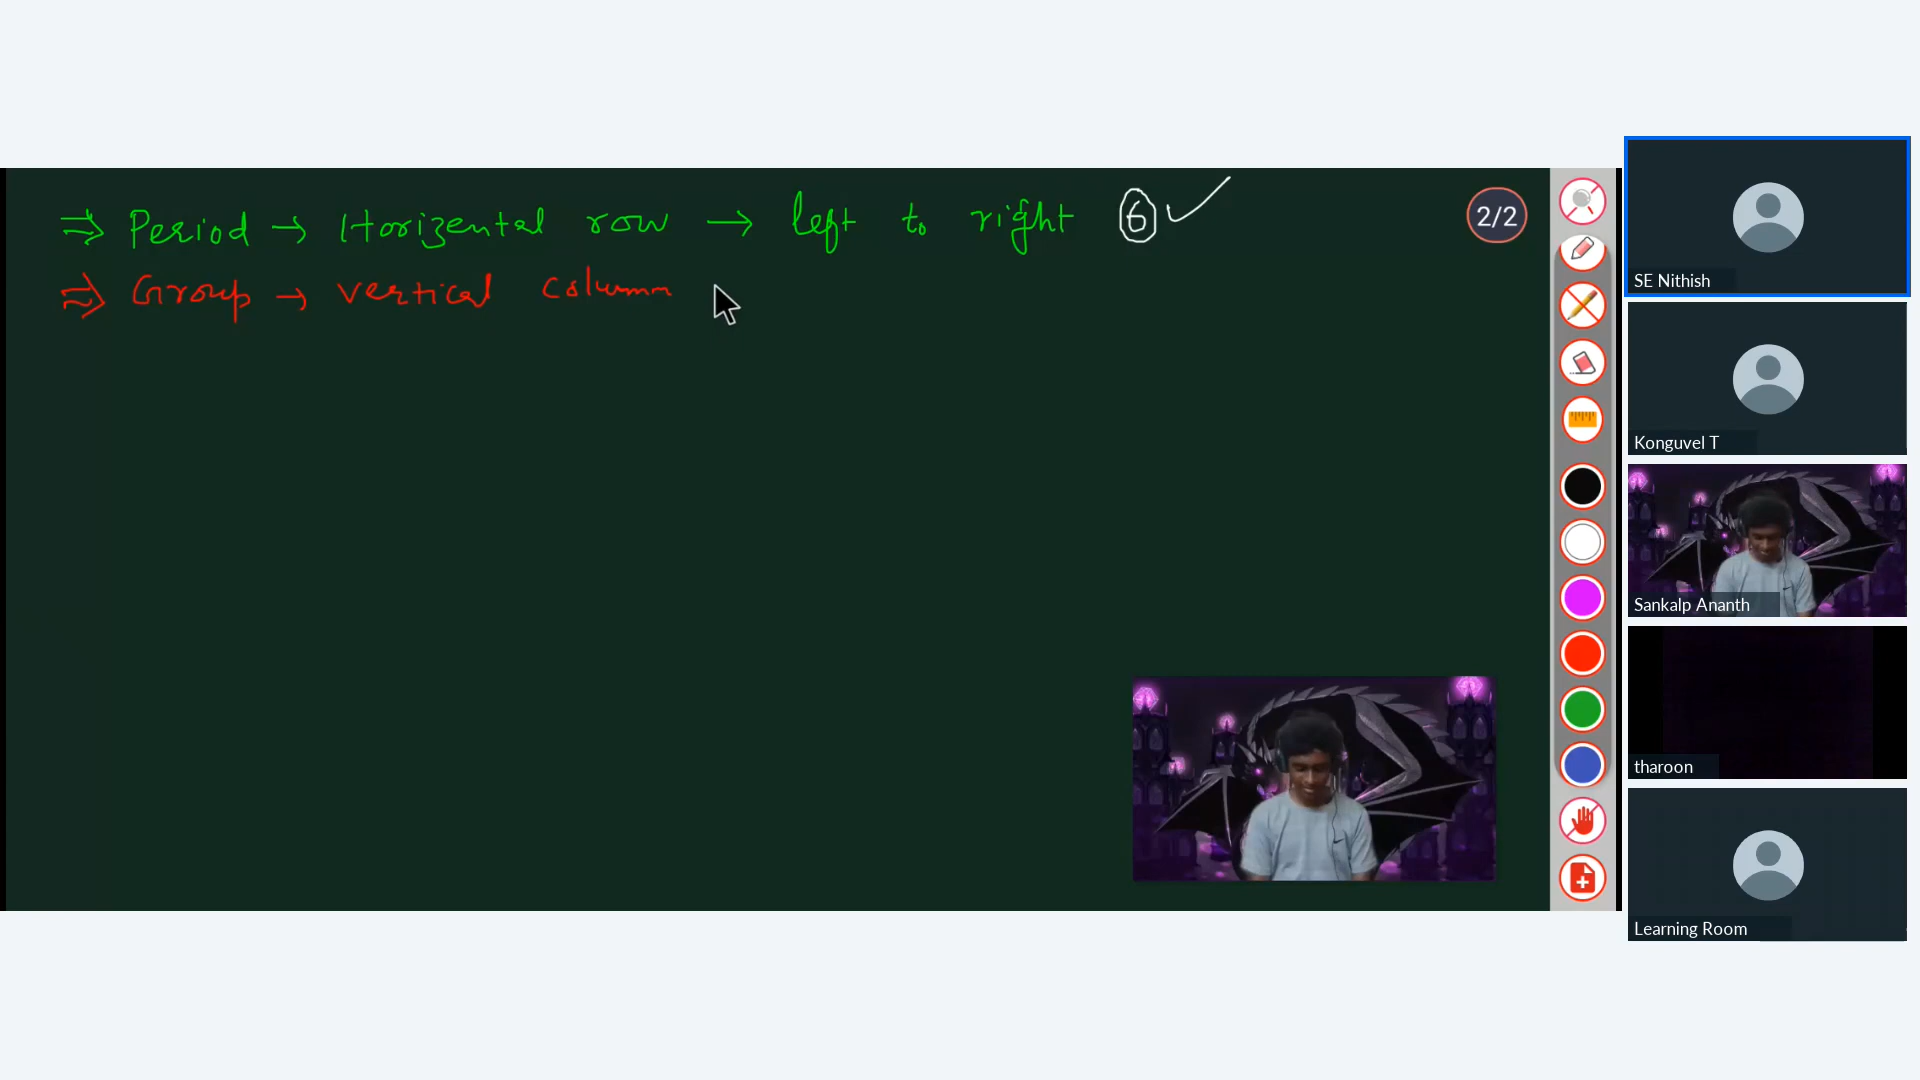 ⇒ Period → Horizental row → left to right 6 ✓
2/2
⇒ Group → vertical column
SE Nithish
Konguvel T
Sankalp Ananth
tharoon
Learning Room